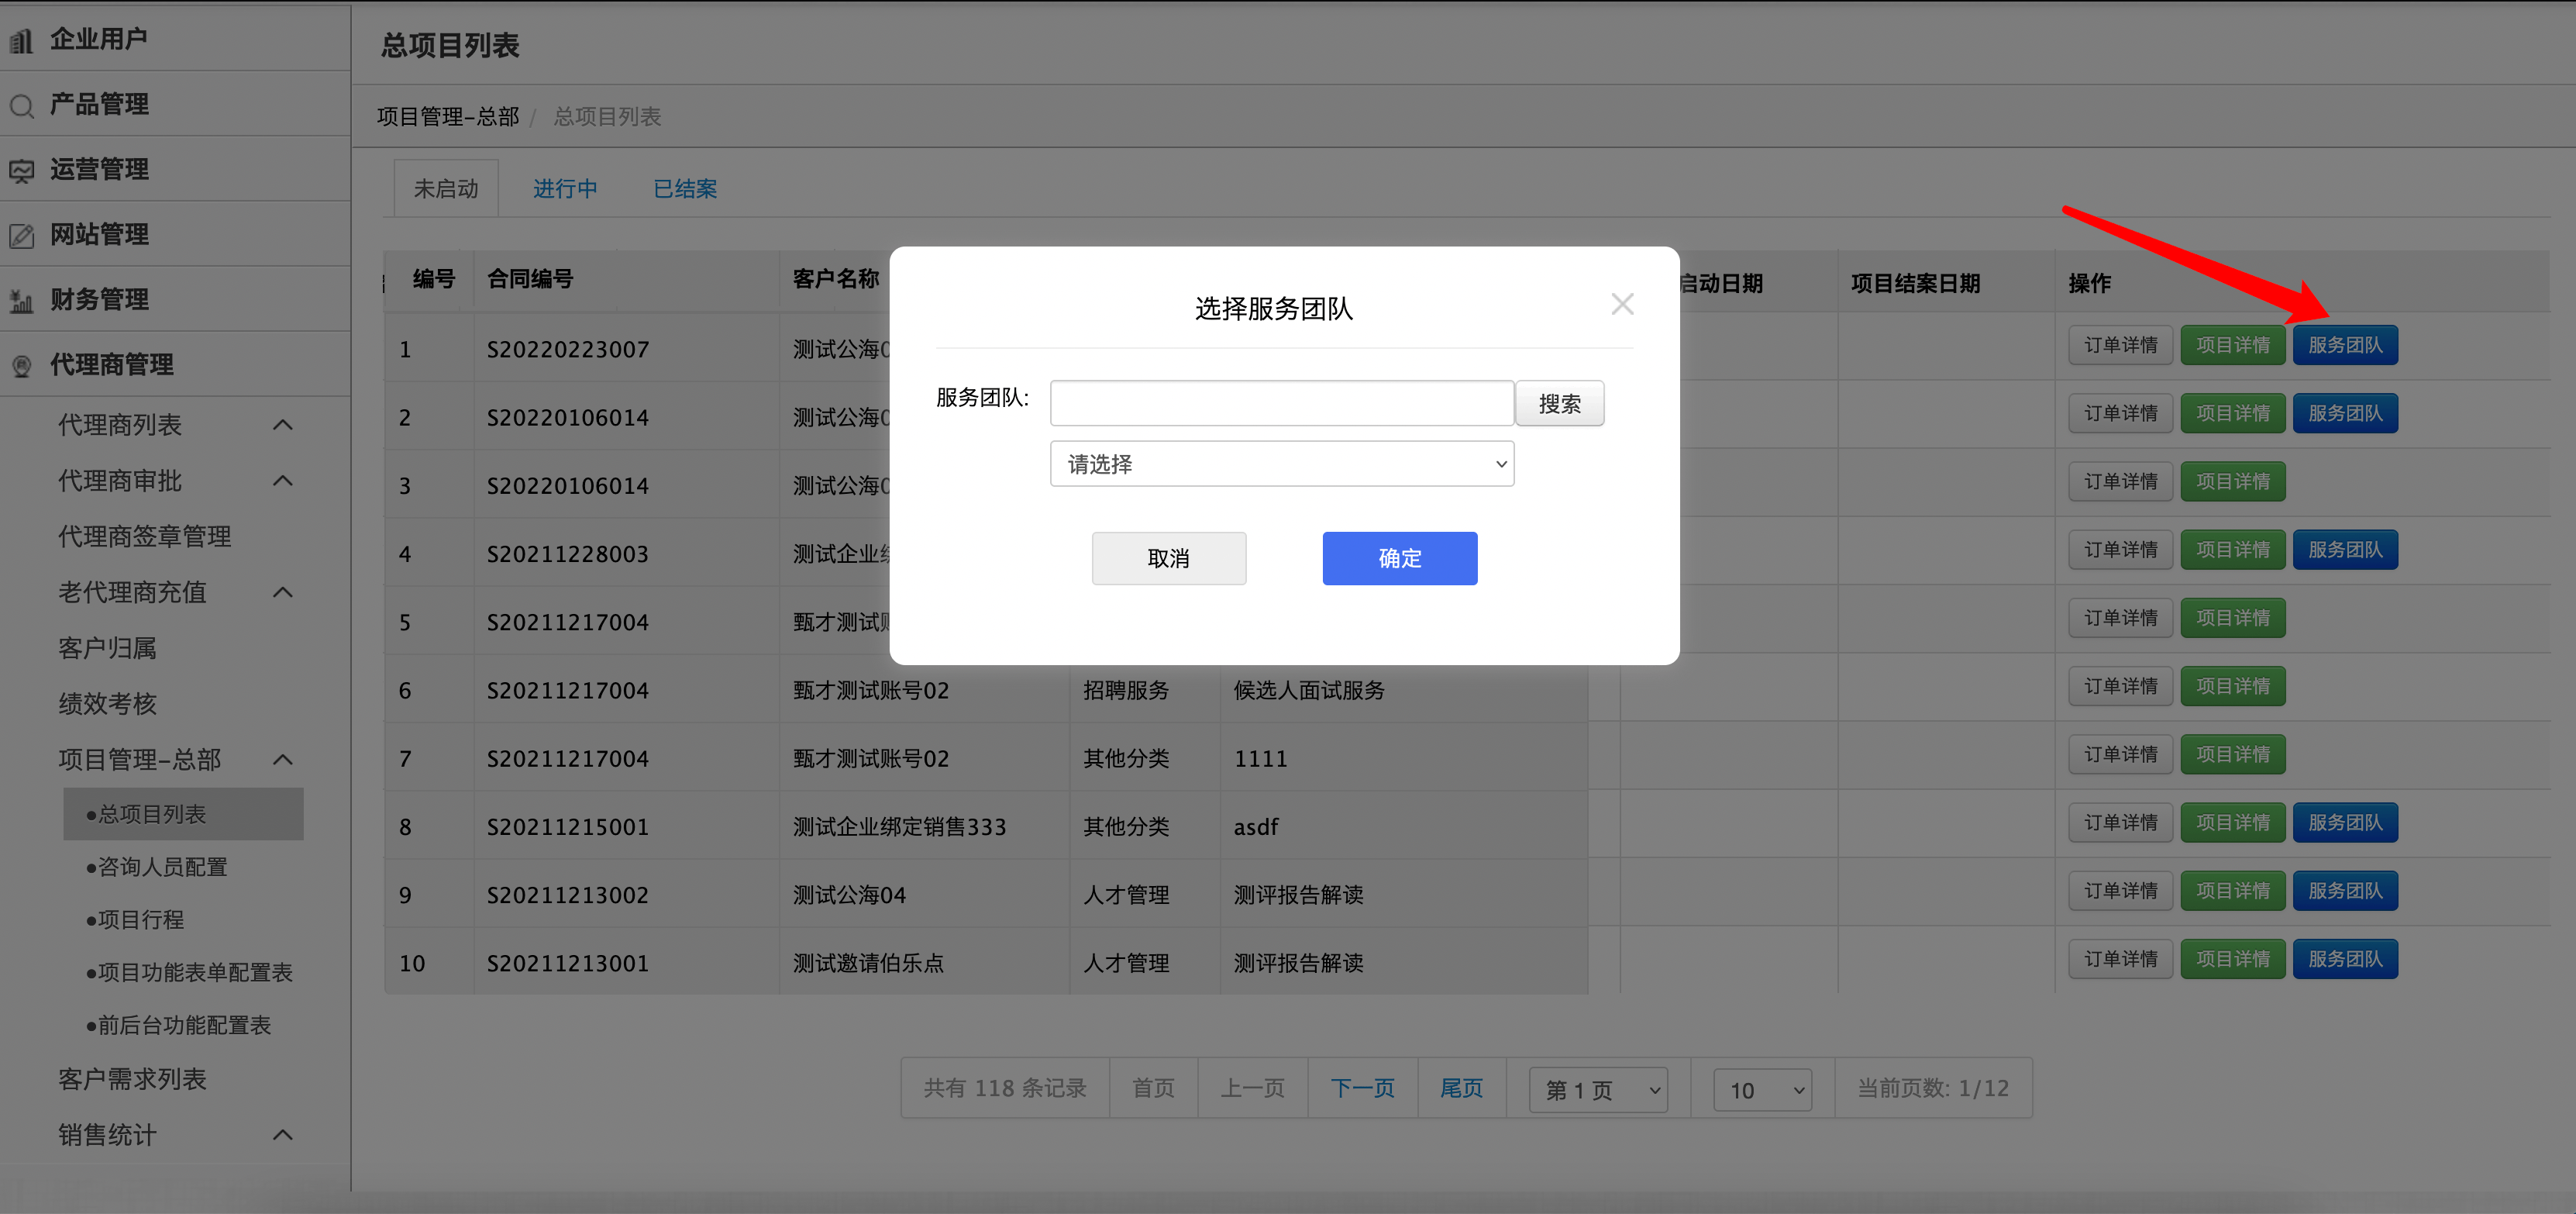 企业用户
产品管理
运营管理
网站管理
财务管理
代理商管理
代理商列表
代理商审批
代理商签章管理
老代理商充值
客户归属
绩效考核
项目管理-总部
●总项目列表
●咨询人员配置
●项目行程
●项目功能表单配置表
●前后台功能配置表
客户需求列表
销售统计
总项目列表
项目管理-总部 / 总项目列表
未启动 进行中 已结案
编号 合同编号 客户名称 启动日期 项目结案日期 操作
1 S20220223007 测试公海 订单详情 项目详情 服务团队
2 S20220106014 测试公海 订单详情 项目详情 服务团队
3 S20220106014 测试公海 订单详情 项目详情
4 S20211228003 测试企业 订单详情 项目详情 服务团队
5 S20211217004 甄才测试 订单详情 项目详情
6 S20211217004 甄才测试账号02 招聘服务 候选人面试服务 订单详情 项目详情
7 S20211217004 甄才测试账号02 其他分类 1111 订单详情 项目详情
8 S20211215001 测试企业绑定销售333 其他分类 asdf 订单详情 项目详情 服务团队
9 S20211213002 测试公海04 人才管理 测评报告解读 订单详情 项目详情 服务团队
10 S20211213001 测试邀请伯乐点 人才管理 测评报告解读 订单详情 项目详情 服务团队
选择服务团队
服务团队: 搜索
请选择
取消 确定
共有 118 条记录 首页 上一页 下一页 尾页 第 1 页 10 当前页数: 1/12